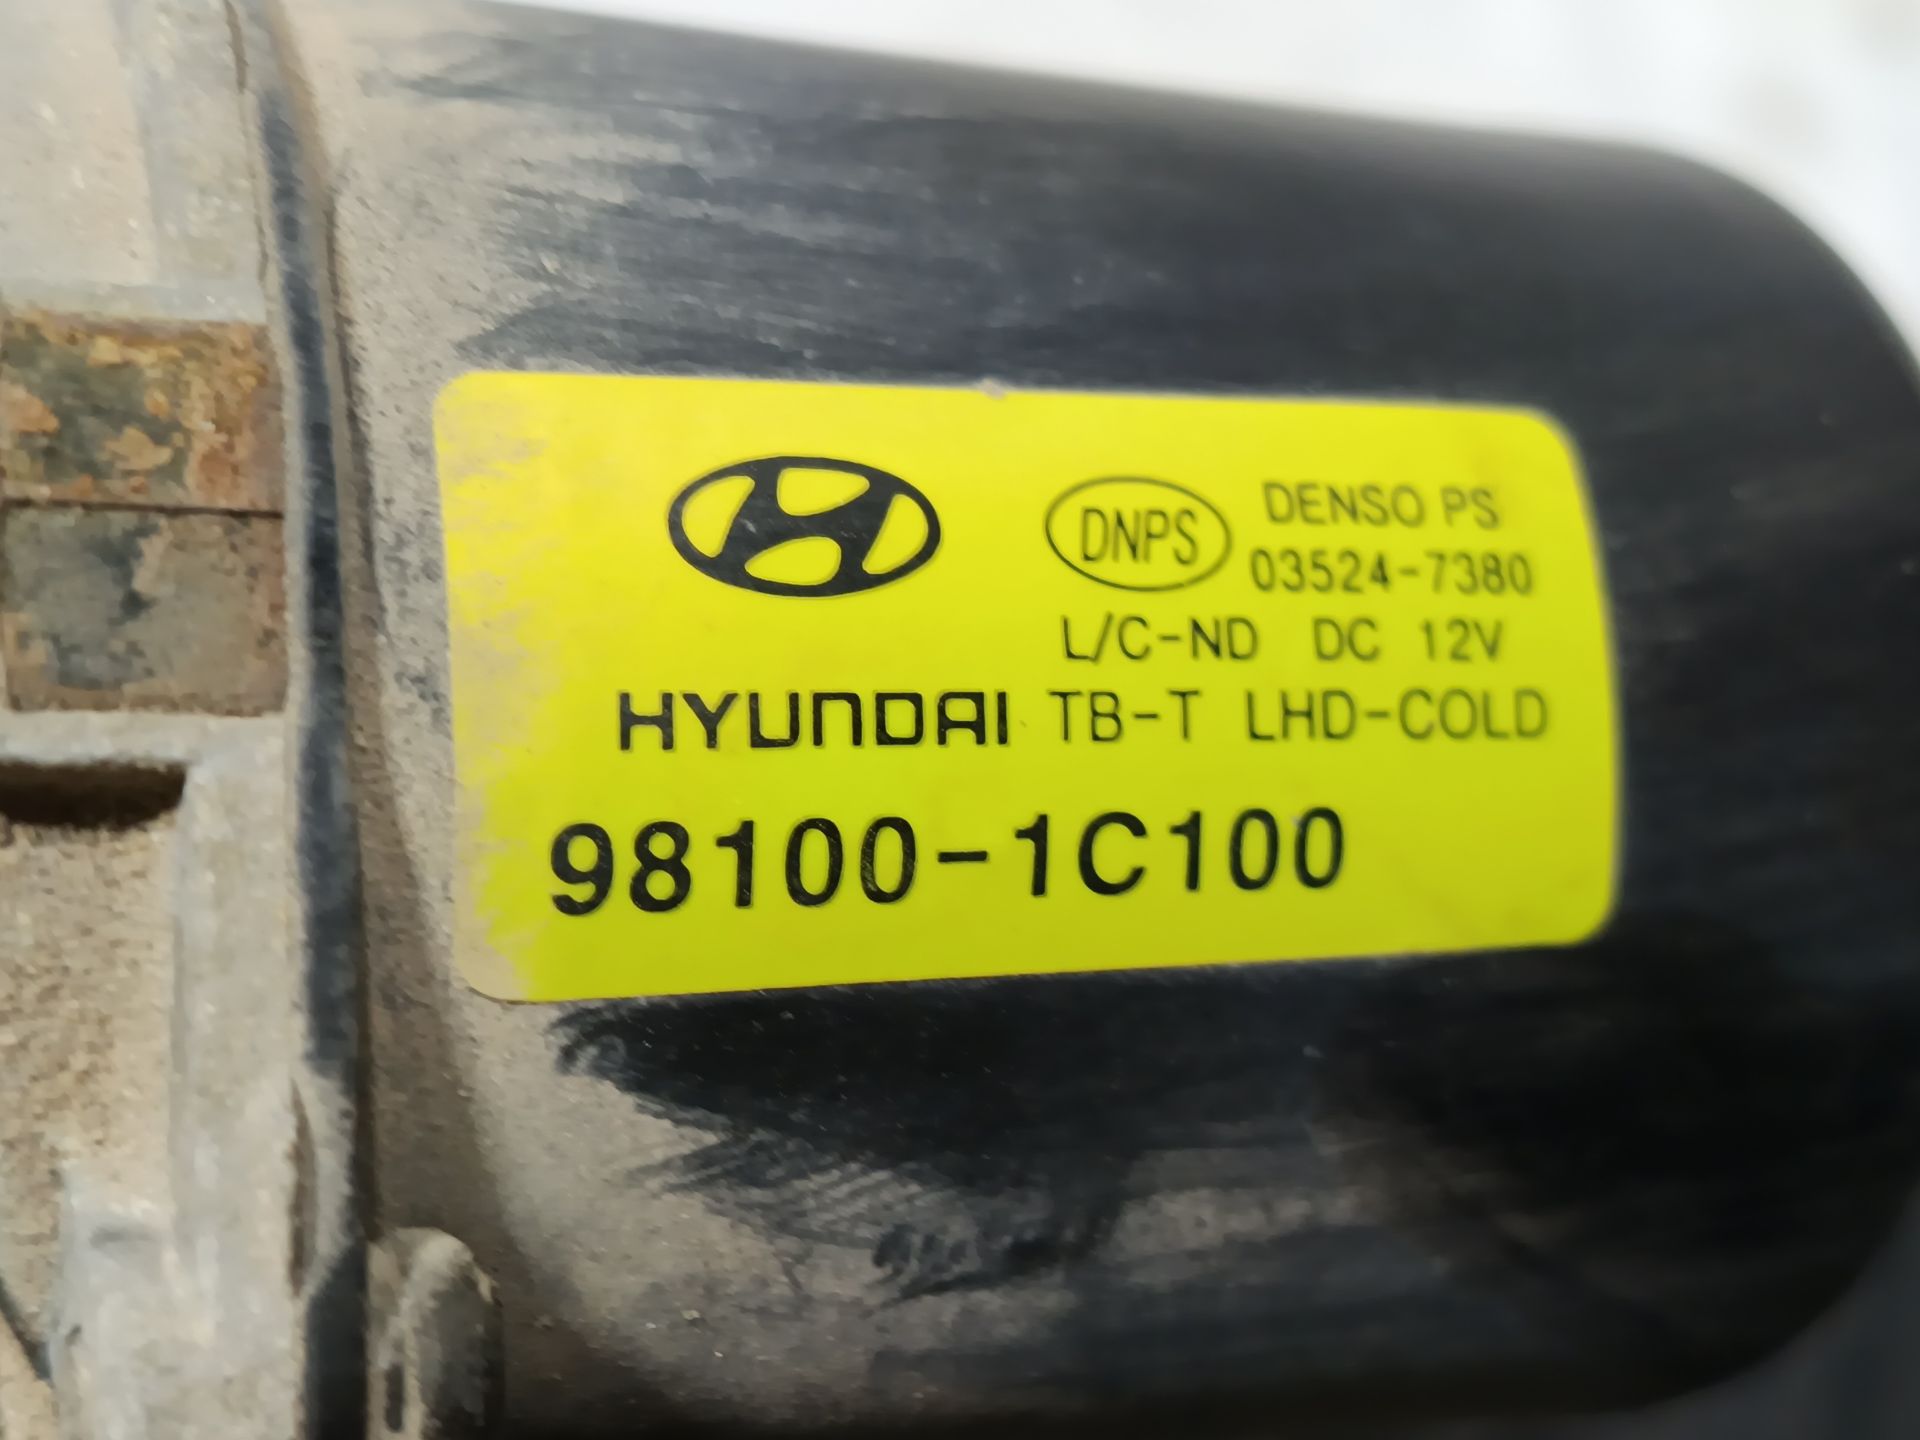 DNPS DENSO PS
03524-7380
L/C-ND DC 12V
HYUNDAI TB-T LHD-COLD
98100-1C100